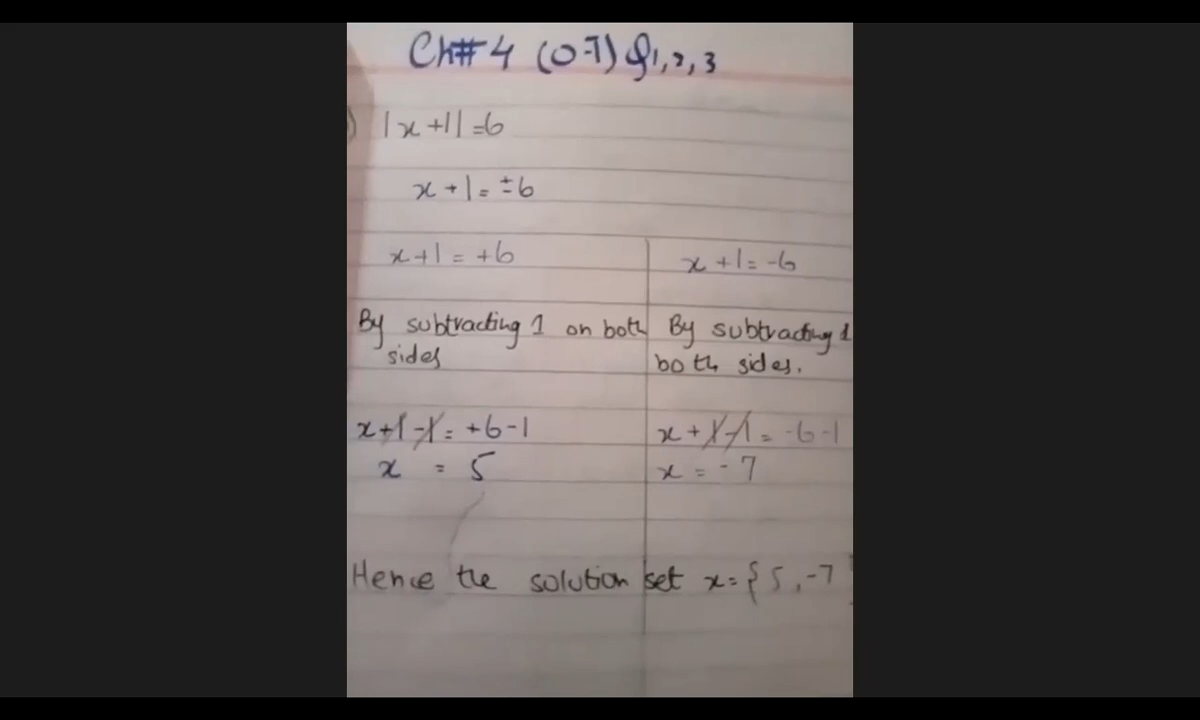 Ch# 4 (0-7) Q1,2,3
) |x+1|=6
x+1=±6
x+1=+6
x+1=-6
By subtracting 1 on both
sides
By subtracting 1
both sides.
x+1-1=+6-1
x = 5
x+1-1=-6-1
x=-7
Hence the solution set x={5,-7